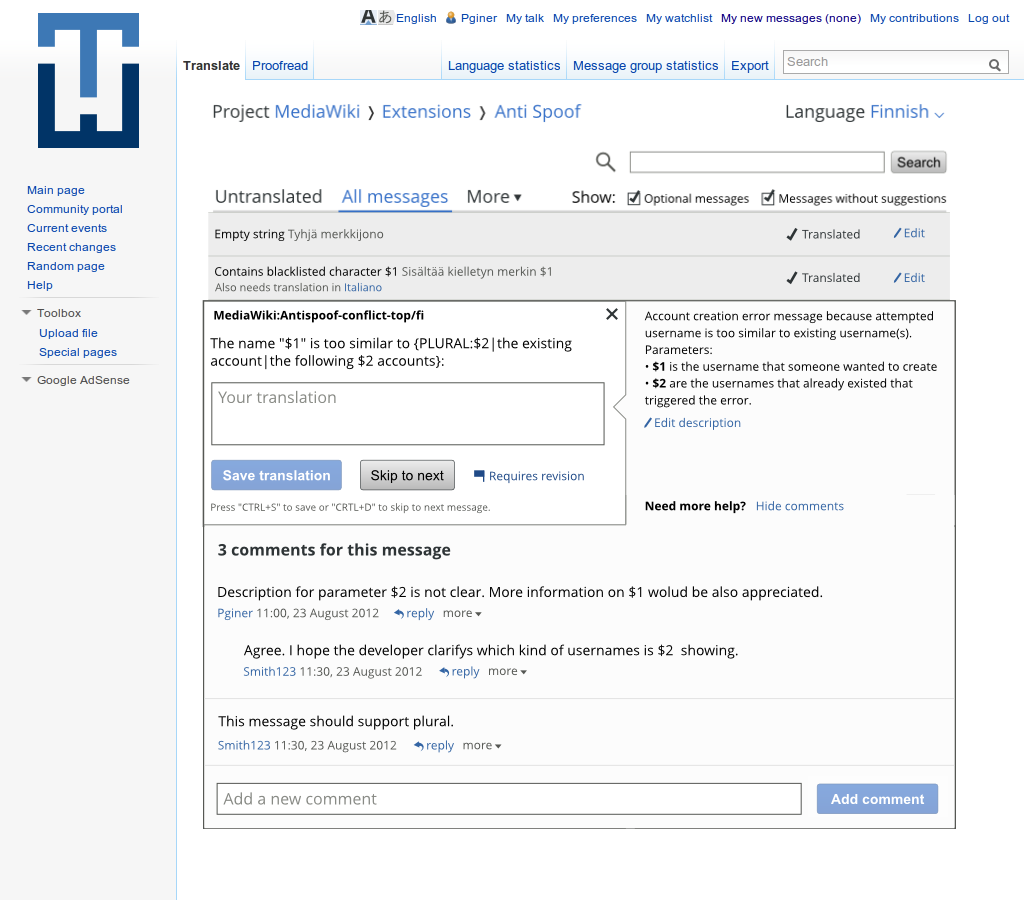 Aあ English Pginer My talk My preferences My watchlist My new messages (none) My contributions Log out
Translate Proofread Language statistics Message group statistics Export Search
Project MediaWiki ❭ Extensions ❭ Anti Spoof Language Finnish
Search
Untranslated All messages More ▾ Show: Optional messages Messages without suggestions
Main page
Community portal
Current events
Recent changes
Random page
Help
Toolbox
Upload file
Special pages
Google AdSense
Empty string Tyhjä merkkijono Translated Edit
Contains blacklisted character $1 Sisältää kielletyn merkin $1 Translated Edit
Also needs translation in Italiano
MediaWiki:Antispoof-conflict-top/fi
The name "$1" is too similar to {PLURAL:$2|the existing
account|the following $2 accounts}:
Your translation
Save translation Skip to next Requires revision
Press "CTRL+S" to save or "CRTL+D" to skip to next message.
Account creation error message because attempted
username is too similar to existing username(s).
Parameters:
• $1 is the username that someone wanted to create
• $2 are the usernames that already existed that
triggered the error.
Edit description
Need more help? Hide comments
3 comments for this message
Description for parameter $2 is not clear. More information on $1 wolud be also appreciated.
Pginer 11:00, 23 August 2012 reply more ▾
Agree. I hope the developer clarifys which kind of usernames is $2 showing.
Smith123 11:30, 23 August 2012 reply more ▾
This message should support plural.
Smith123 11:30, 23 August 2012 reply more ▾
Add a new comment Add comment